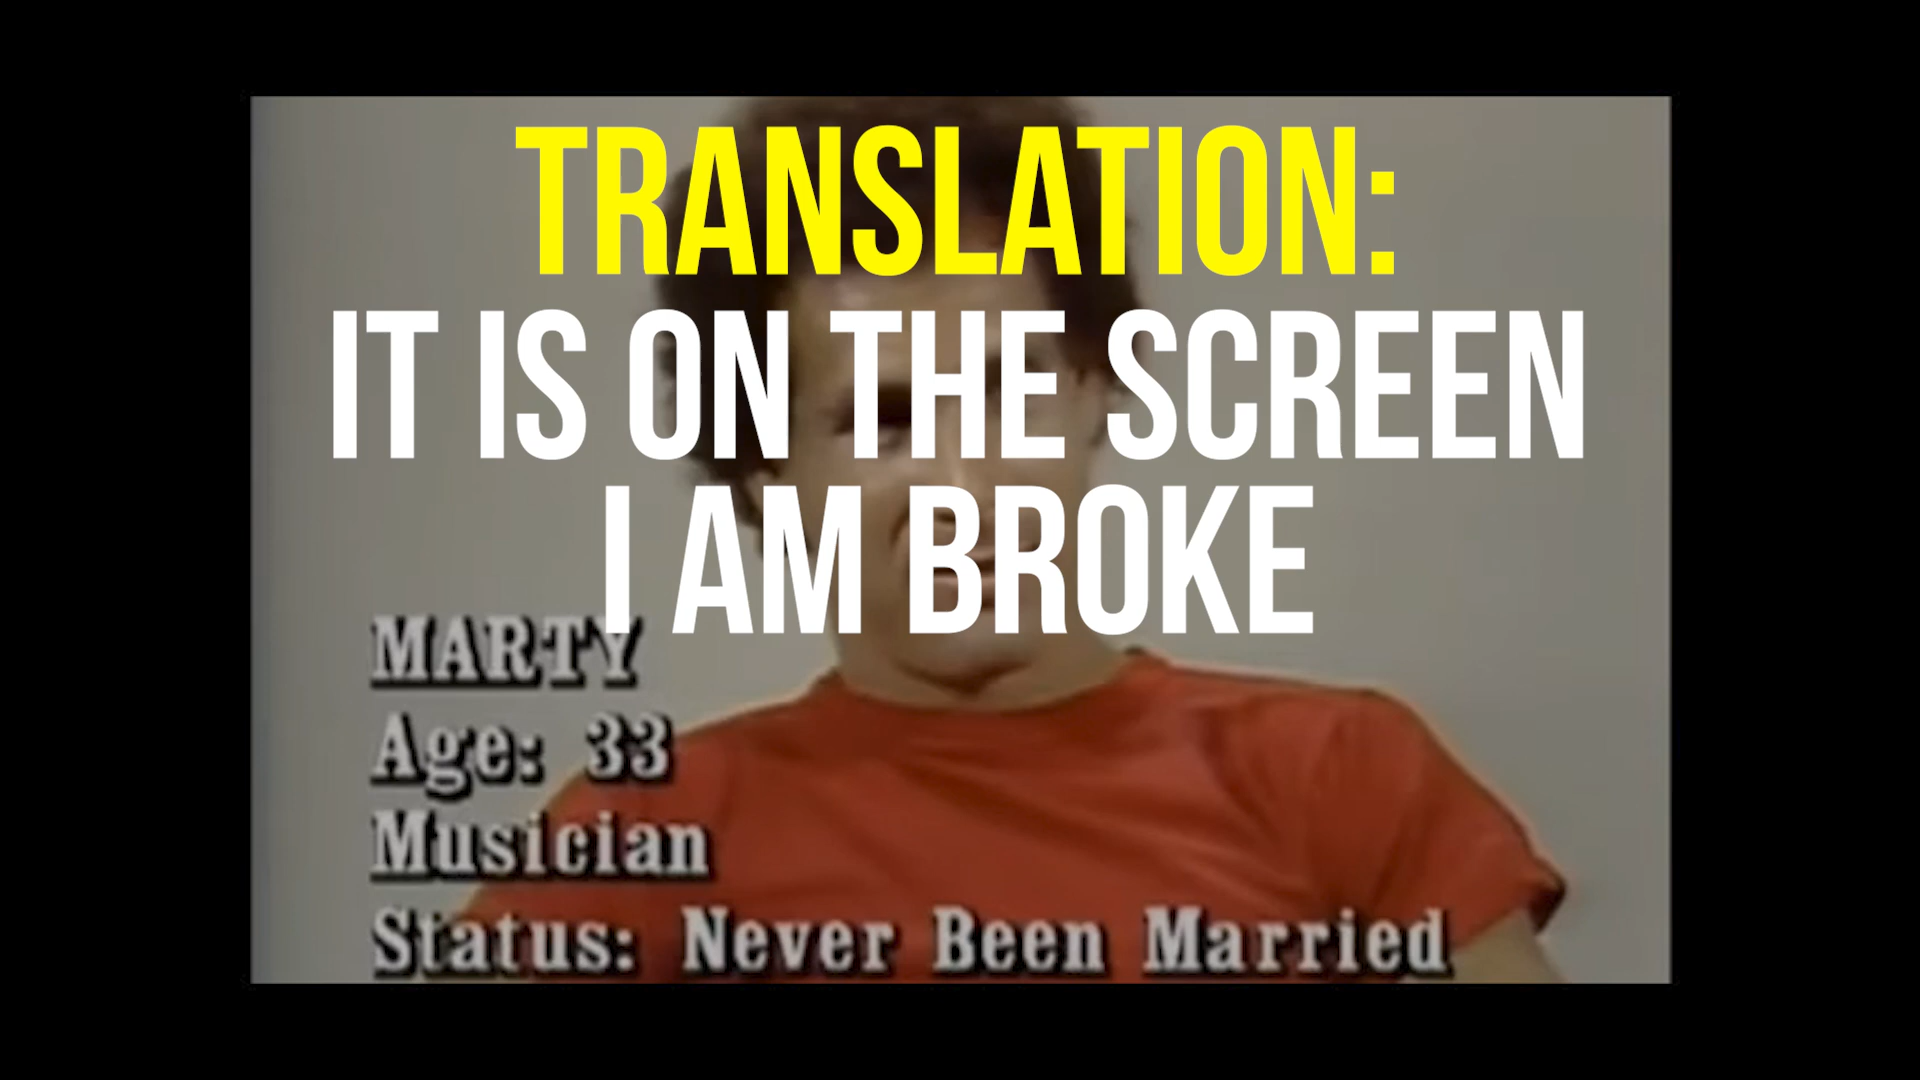 TRANSLATION:
IT IS ON THE SCREEN
I AM BROKE
MARTY
Age: 33
Musician
Status: Never Been Married